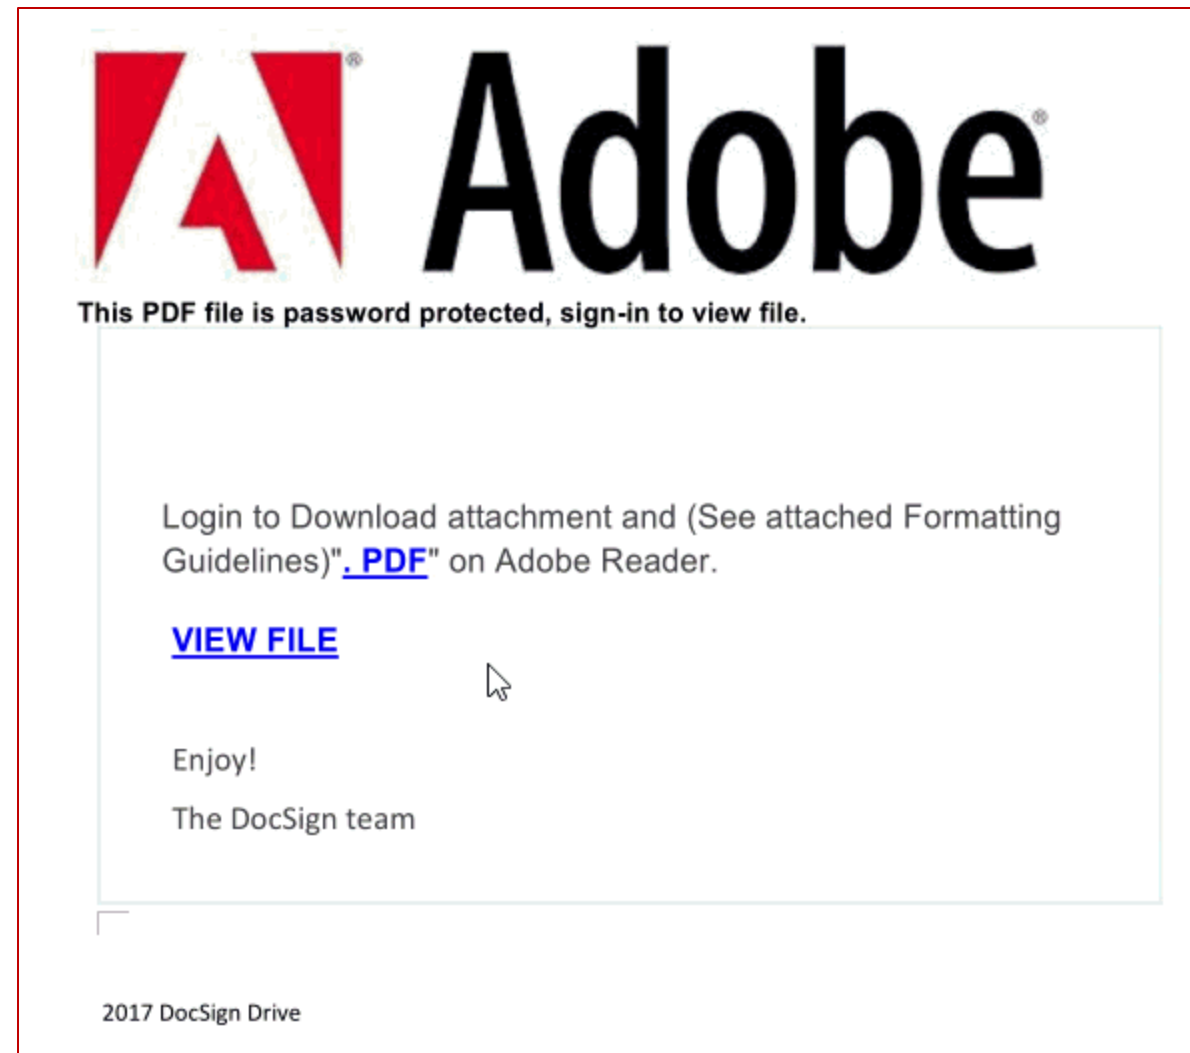 Adobe
This PDF file is password protected, sign-in to view file.
Login to Download attachment and (See attached Formatting
Guidelines)". PDF" on Adobe Reader.
VIEW FILE
Enjoy!
The DocSign team
2017 DocSign Drive